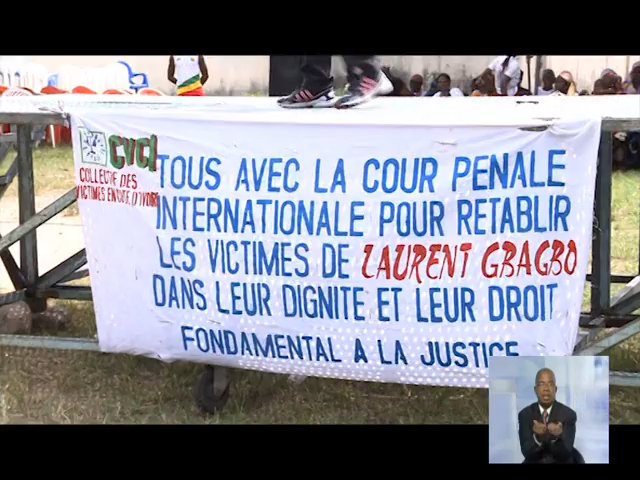 CVCI
COLLECTIF DES
VICTIMES EN COTE D'IVOIRE
TOUS AVEC LA COUR PENALE
INTERNATIONALE POUR RETABLIR
LES VICTIMES DE LAURENT GBAGBO
DANS LEUR DIGNITE ET LEUR DROIT
FONDAMENTAL A LA JUSTICE